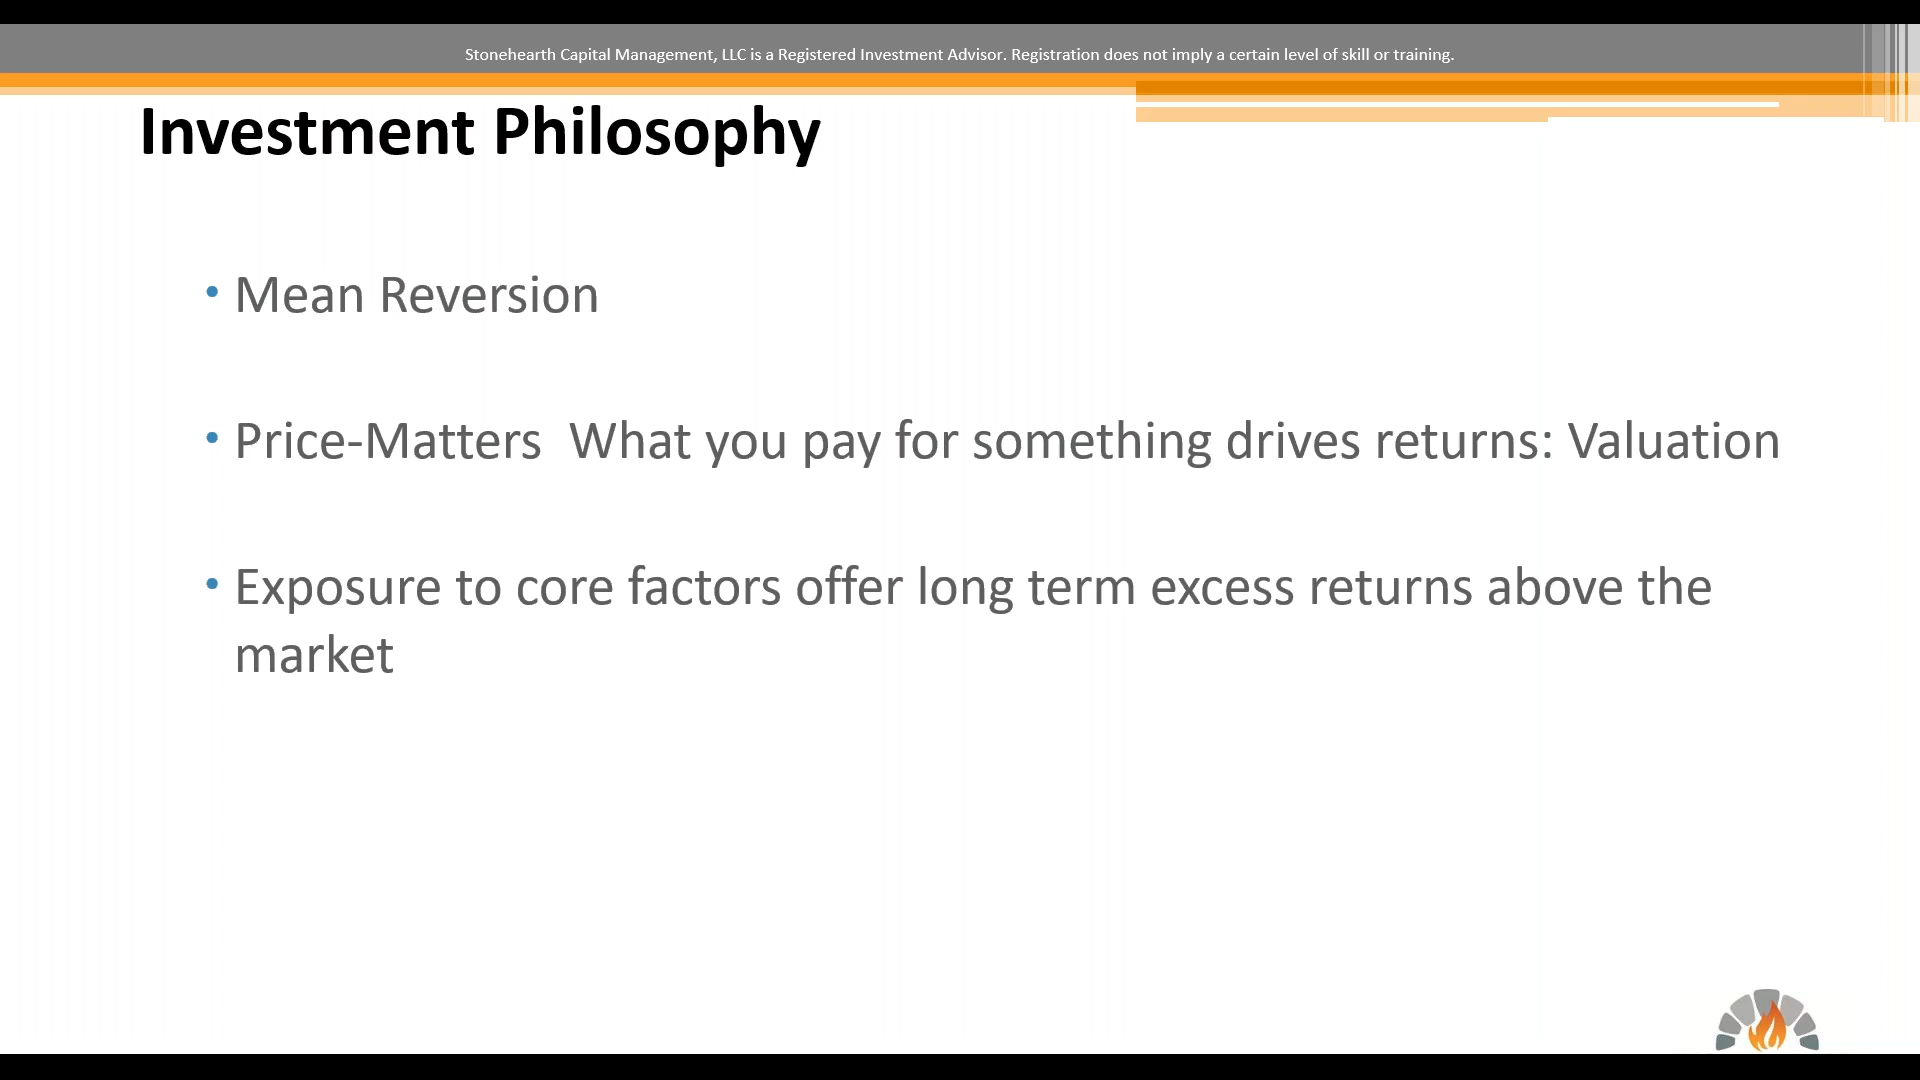 Stonehearth Capital Management, LLC is a Registered Investment Advisor. Registration does not imply a certain level of skill or training.
Investment Philosophy
• Mean Reversion
• Price-Matters  What you pay for something drives returns: Valuation
• Exposure to core factors offer long term excess returns above the
market